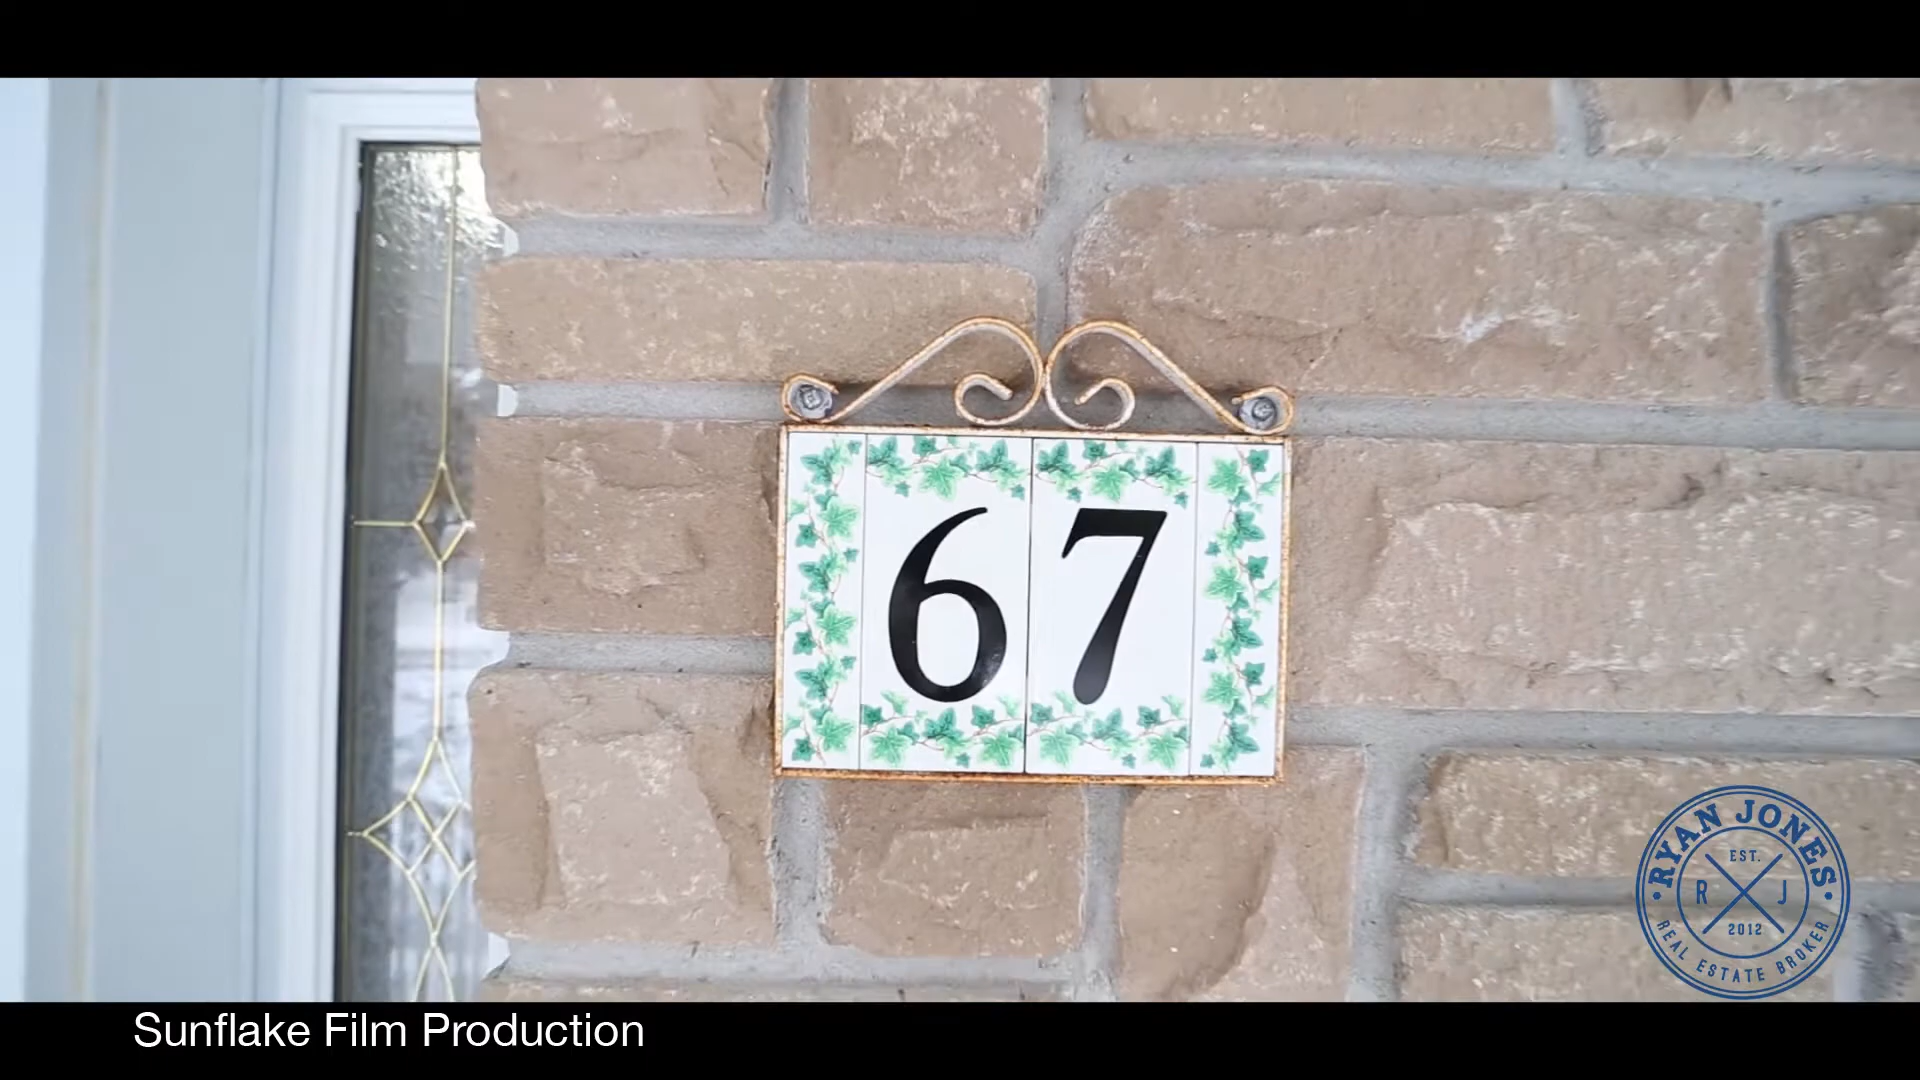 67
RYAN JONES
EST.
R J
2012
REAL ESTATE BROKER
Sunflake Film Production